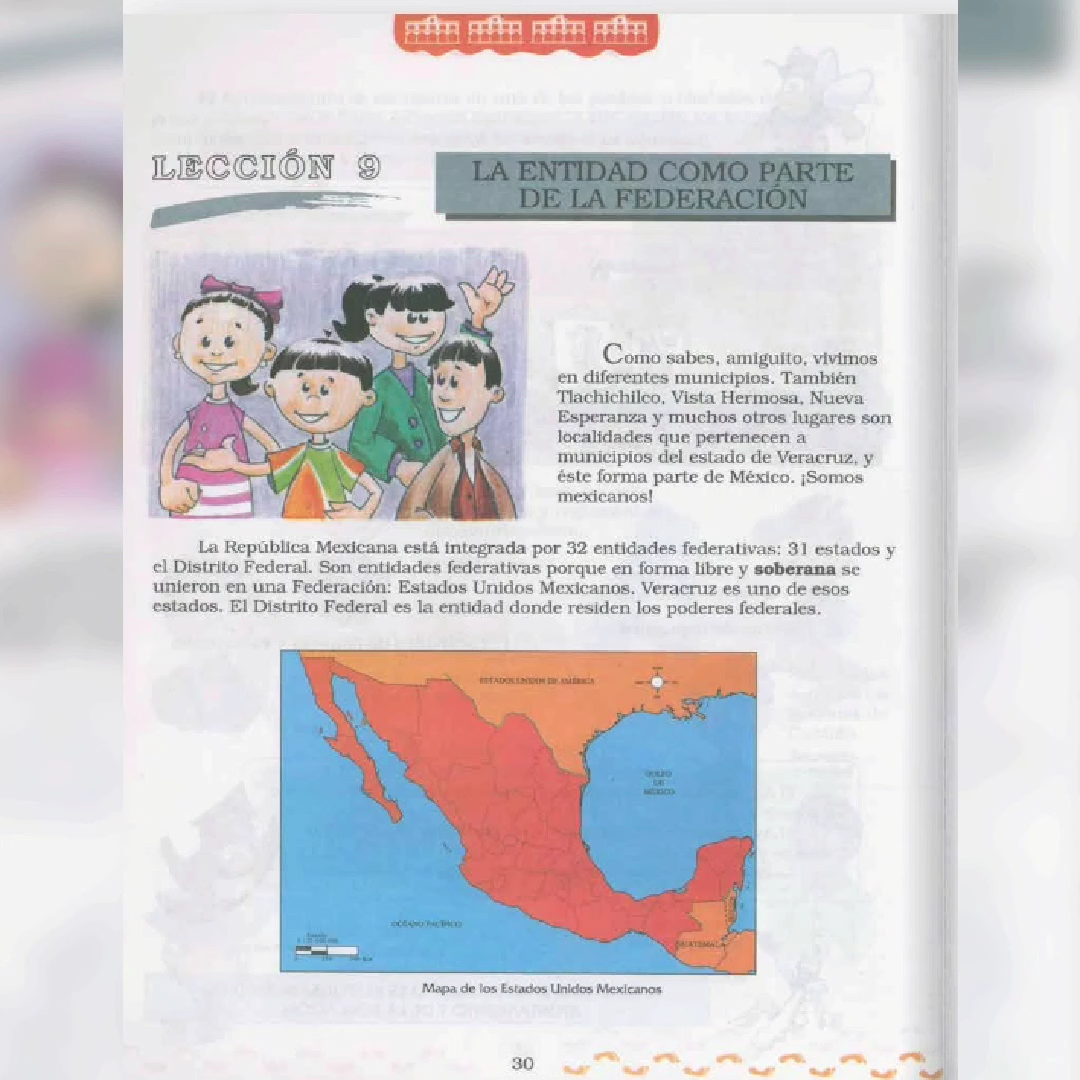 LECCIÓN 9
LA ENTIDAD COMO PARTE
DE LA FEDERACIÓN
Como sabes, amiguito, vivimos
en diferentes municipios. También
Tlachichilco, Vista Hermosa, Nueva
Esperanza y muchos otros lugares son
localidades que pertenecen a
municipios del estado de Veracruz, y
éste forma parte de México. ¡Somos
mexicanos!
La República Mexicana está integrada por 32 entidades federativas: 31 estados y
el Distrito Federal. Son entidades federativas porque en forma libre y soberana se
unieron en una Federación: Estados Unidos Mexicanos. Veracruz es uno de esos
estados. El Distrito Federal es la entidad donde residen los poderes federales.
ESTADOS UNIDOS DE AMÉRICA
GOLFO
DE
MÉXICO
OCÉANO PACÍFICO
GUATEMALA
Mapa de los Estados Unidos Mexicanos
30